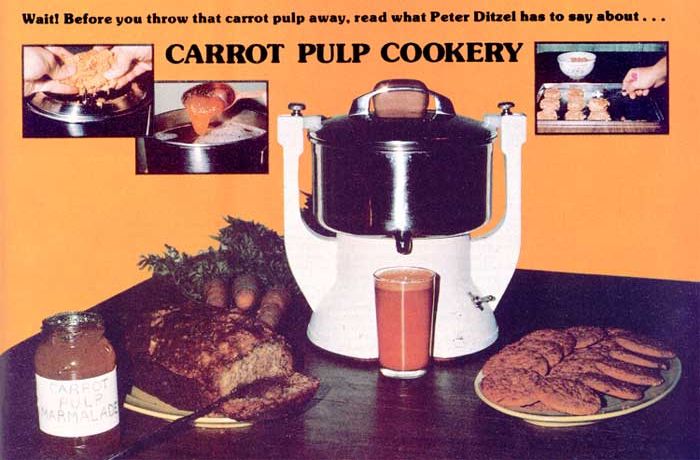 Wait! Before you throw that carrot pulp away, read what Peter Ditzel has to say about . . .
CARROT PULP COOKERY
CARROT
PULP
MARMALADE